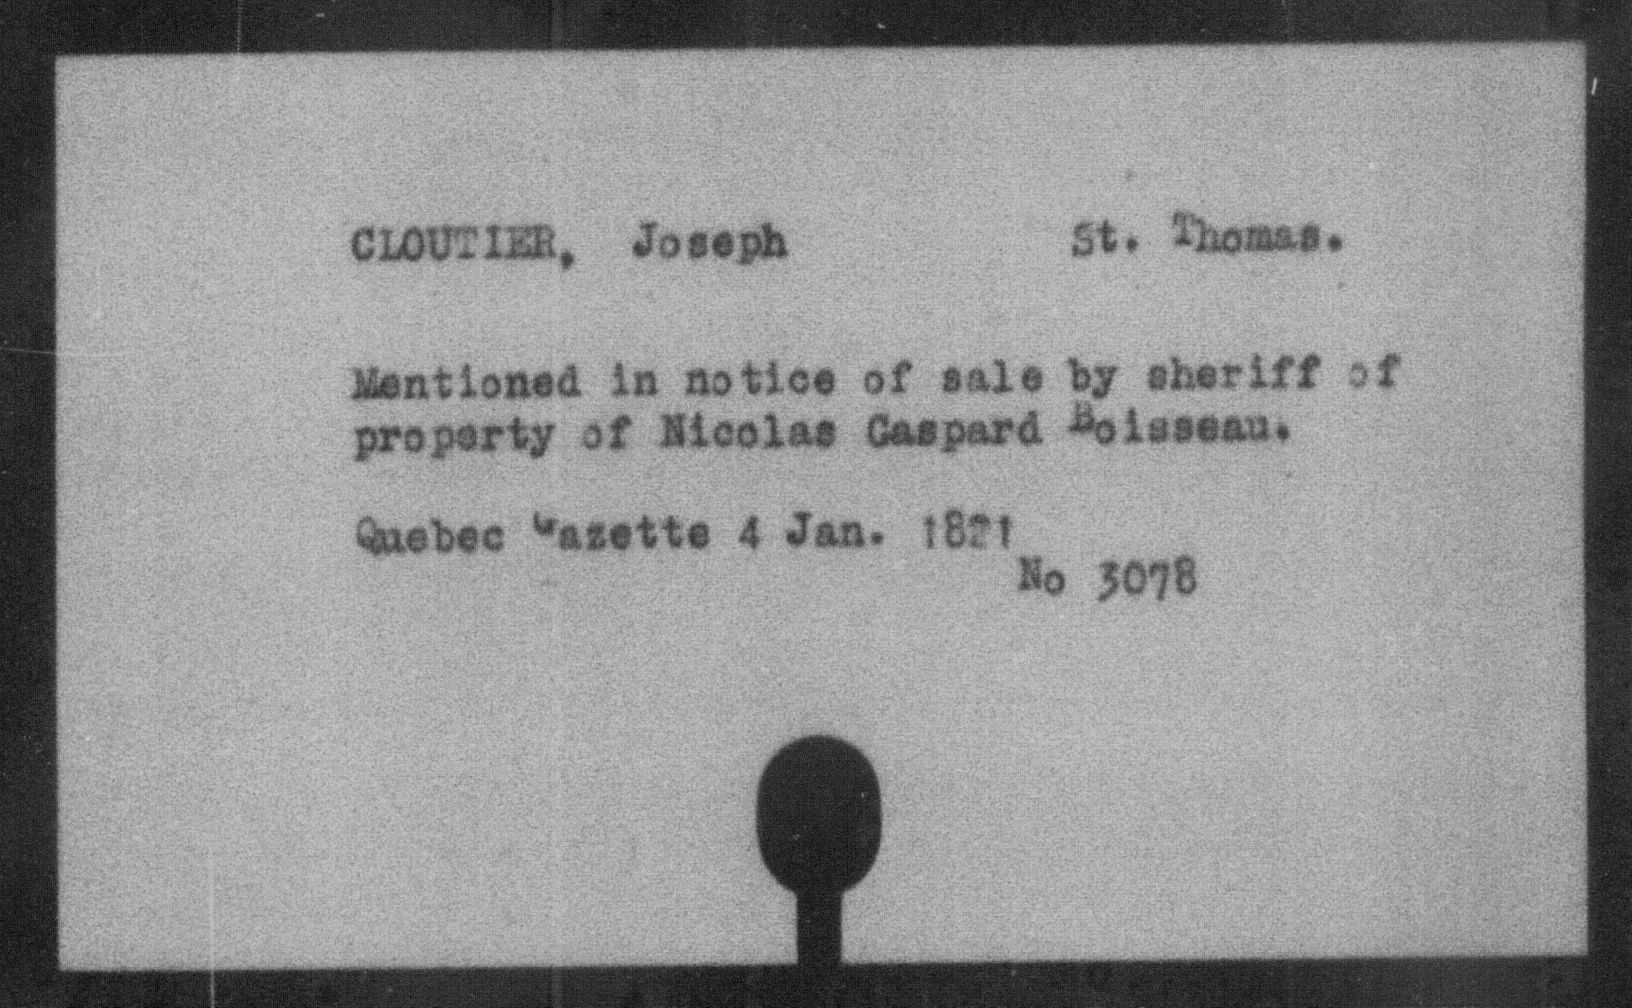 CLOUTIER, Joseph St. Thomas.
Mentioned in notice of sale by sheriff of
property of Nicolas Gaspard Boisseau.
Quebec Gazette 4 Jan. 1821
No 3078